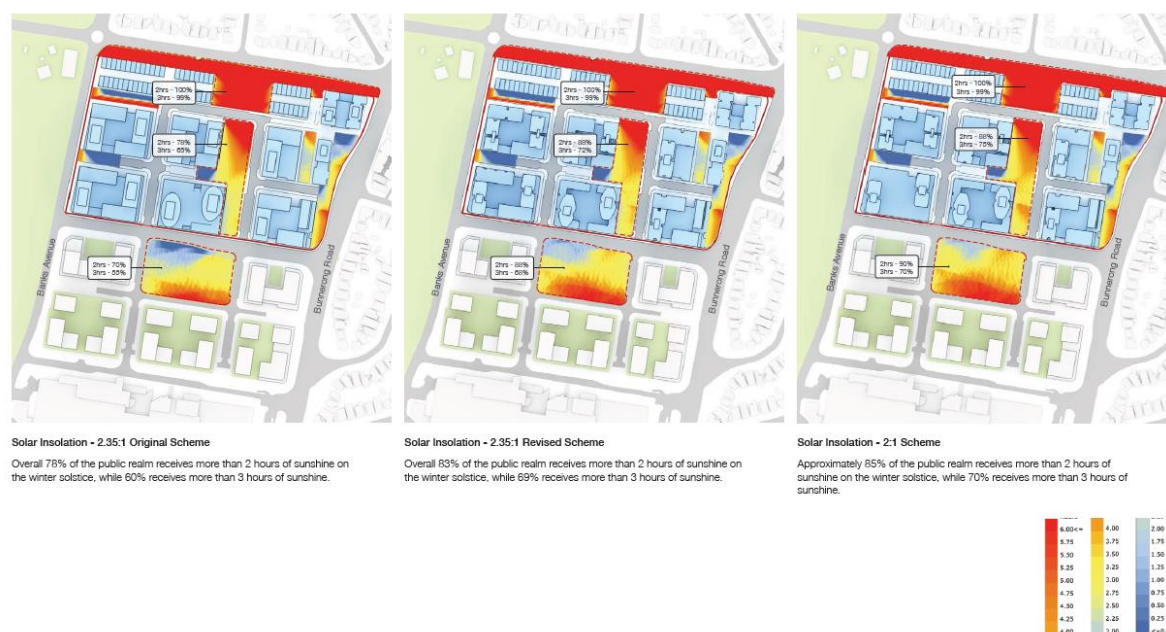 2hrs - 100%
3hrs - 99%
2hrs - 78%
3hrs - 65%
2hrs - 70%
3hrs - 55%
Banks Avenue
Bunnerong Road
2hrs - 100%
3hrs - 99%
2hrs - 88%
3hrs - 72%
2hrs - 88%
3hrs - 68%
Banks Avenue
Bunnerong Road
2hrs - 100%
3hrs - 99%
2hrs - 88%
3hrs - 75%
2hrs - 90%
3hrs - 70%
Banks Avenue
Bunnerong Road
Solar Insolation - 2.35:1 Original Scheme
Overall 78% of the public realm receives more than 2 hours of sunshine on
the winter solstice, while 60% receives more than 3 hours of sunshine.
Solar Insolation - 2.35:1 Revised Scheme
Overall 83% of the public realm receives more than 2 hours of sunshine on
the winter solstice, while 69% receives more than 3 hours of sunshine.
Solar Insolation - 2:1 Scheme
Approximately 85% of the public realm receives more than 2 hours of
sunshine on the winter solstice, while 70% receives more than 3 hours of
sunshine.
6.00<=
5.75
5.50
5.25
5.00
4.75
4.50
4.25
4.00
4.00
3.75
3.50
3.25
3.00
2.75
2.50
2.25
2.00
2.00
1.75
1.50
1.25
1.00
0.75
0.50
0.25